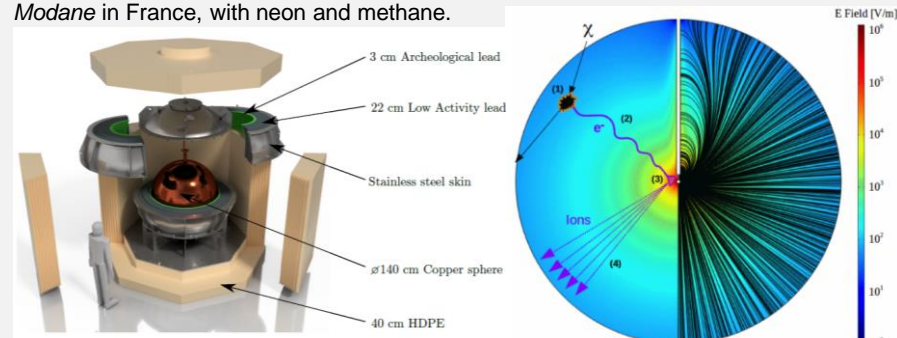 Modane in France, with neon and methane.
3 cm Archeological lead
22 cm Low Activity lead
Stainless steel skin
⌀140 cm Copper sphere
40 cm HDPE
χ
(1)
(2)
e⁻
(3)
Ions
(4)
E Field [V/m]
10⁶
10⁵
10⁴
10³
10²
10¹